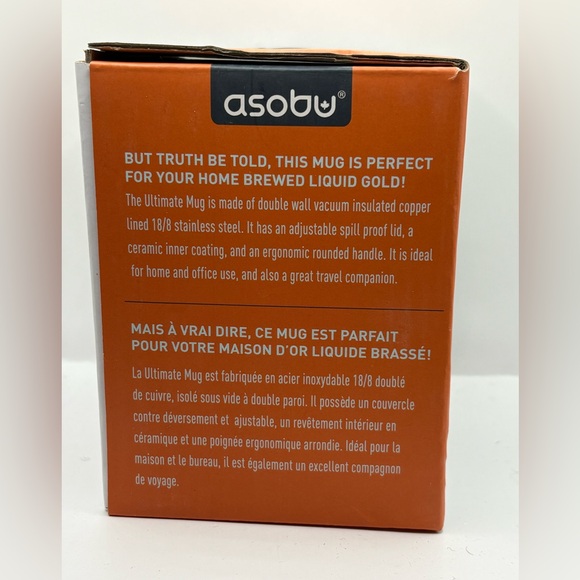 asobu®
BUT TRUTH BE TOLD, THIS MUG IS PERFECT
FOR YOUR HOME BREWED LIQUID GOLD!
The Ultimate Mug is made of double wall vacuum insulated copper
lined 18/8 stainless steel. It has an adjustable spill proof lid, a
ceramic inner coating, and an ergonomic rounded handle. It is ideal
for home and office use, and also a great travel companion.
MAIS À VRAI DIRE, CE MUG EST PARFAIT
POUR VOTRE MAISON D'OR LIQUIDE BRASSÉ!
La Ultimate Mug est fabriquée en acier inoxydable 18/8 doublé
de cuivre, isolé sous vide à double paroi. Il possède un couvercle
contre déversement et ajustable, un revêtement intérieur en
céramique et une poignée ergonomique arrondie. Idéal pour la
maison et le bureau, il est également un excellent compagnon
de voyage.